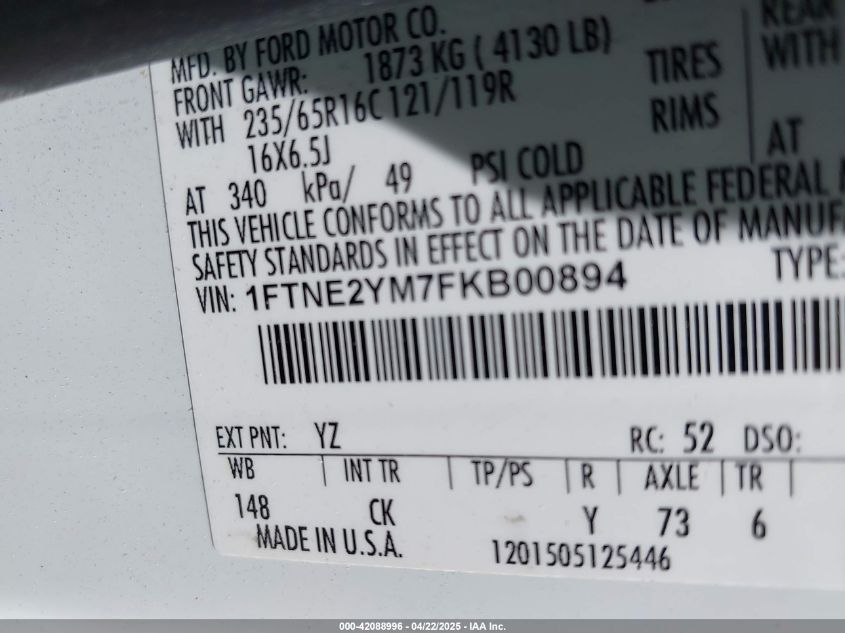 MFD. BY FORD MOTOR CO.
FRONT GAWR: 1873 KG ( 4130 LB)
REAR
WITH 235/65R16C 121/119R TIRES
WITH
16X6.5J RIMS
AT 340 kPa/ 49 PSI COLD
AT
THIS VEHICLE CONFORMS TO ALL APPLICABLE FEDERAL
SAFETY STANDARDS IN EFFECT ON THE DATE OF
VIN: 1FTNE2YM7FKB00894 TYPE:
EXT PNT: YZ RC: 52 DSO:
WB INT TR TP/PS R AXLE TR
148 CK Y 73 6
MADE IN U.S.A. 1201505125446
000-42088996 - 04/22/2025 - IAA Inc.